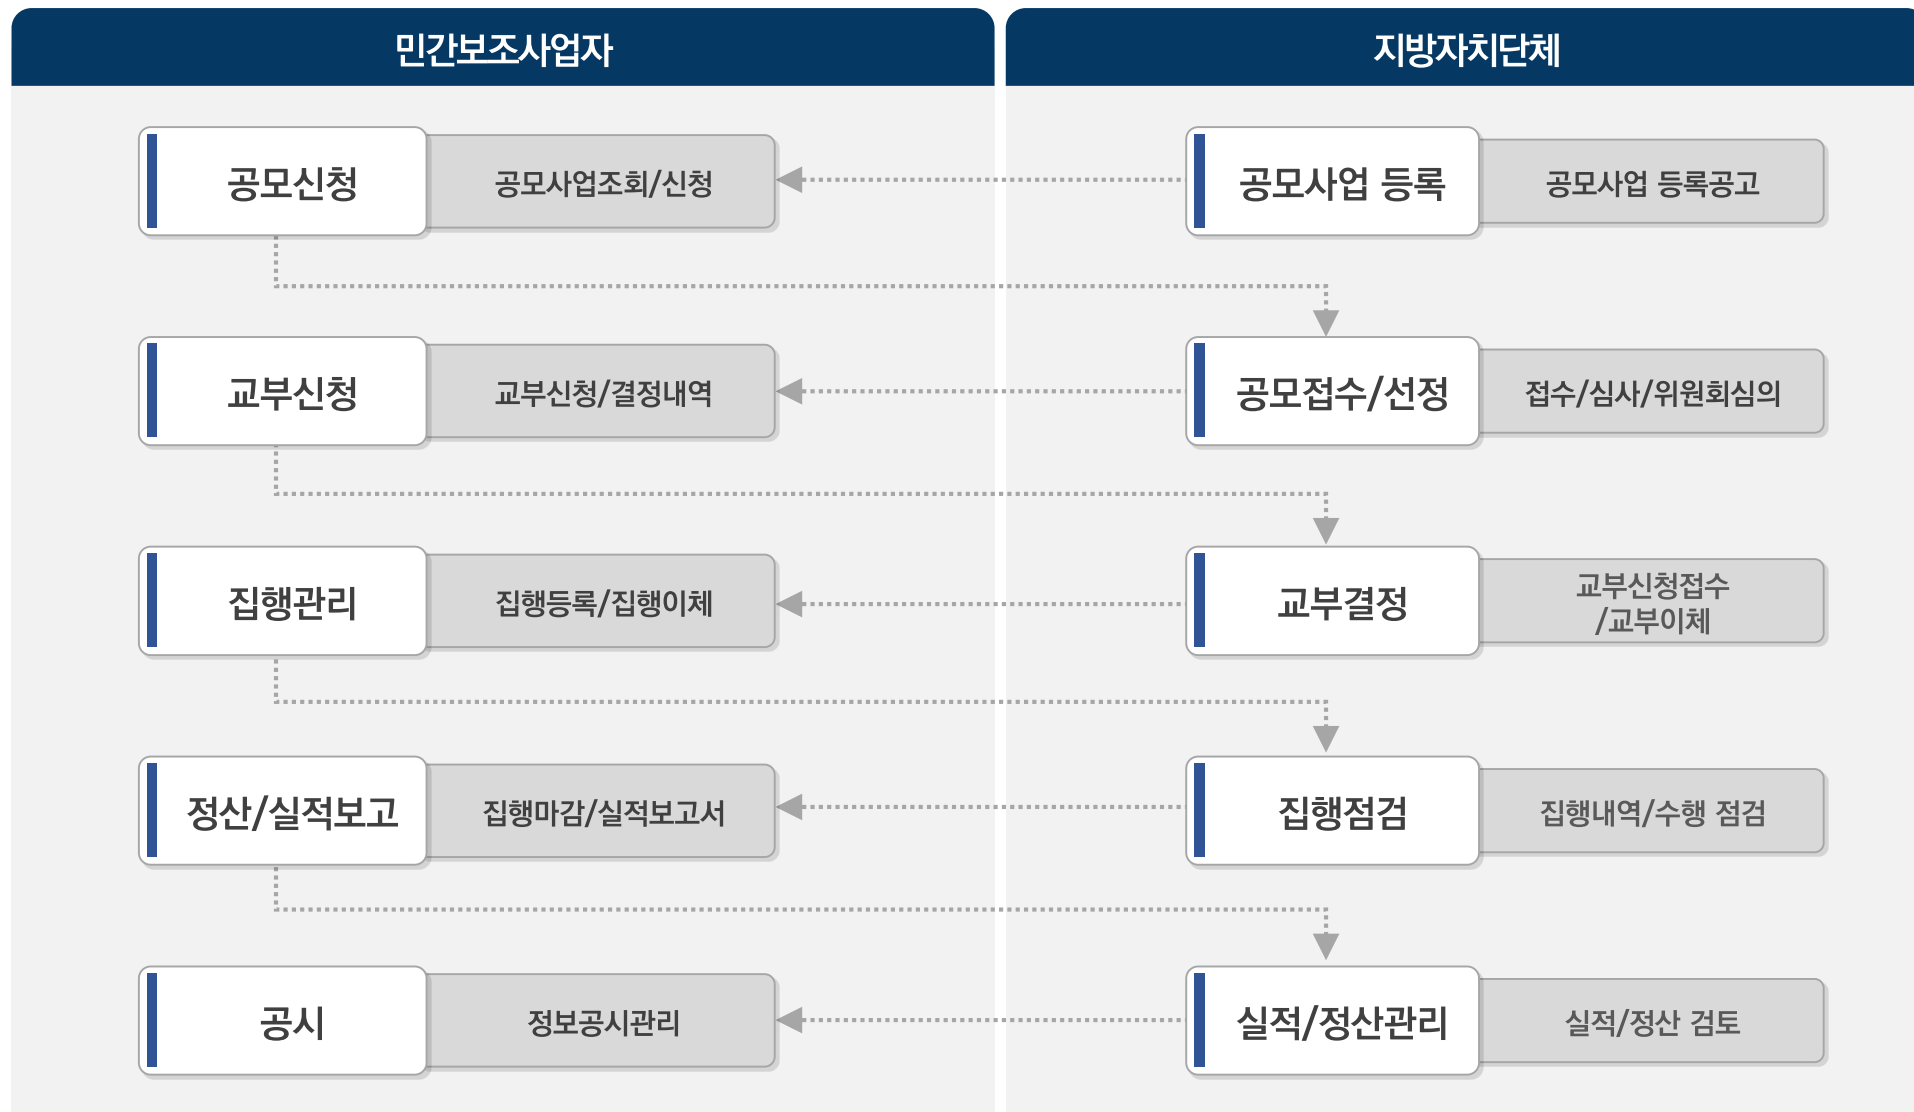 민간보조사업자
지방자치단체
공모신청
공모사업조회/신청
공모사업 등록
공모사업 등록공고
교부신청
교부신청/결정내역
공모접수/선정
접수/심사/위원회심의
집행관리
집행등록/집행이체
교부결정
교부신청접수
/교부이체
정산/실적보고
집행마감/실적보고서
집행점검
집행내역/수행 점검
공시
정보공시관리
실적/정산관리
실적/정산 검토